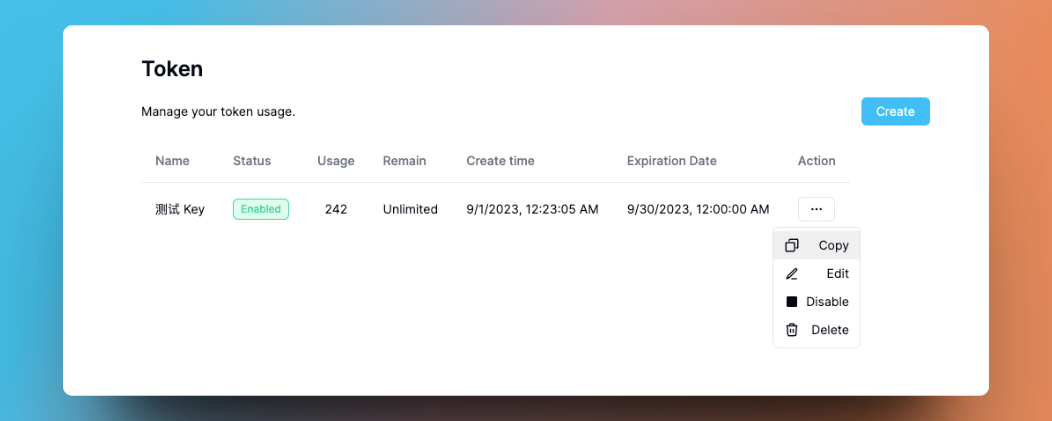 Token
Manage your token usage.
Create
Name Status Usage Remain Create time Expiration Date Action
测试 Key Enabled 242 Unlimited 9/1/2023, 12:23:05 AM 9/30/2023, 12:00:00 AM ...
Copy
Edit
Disable
Delete